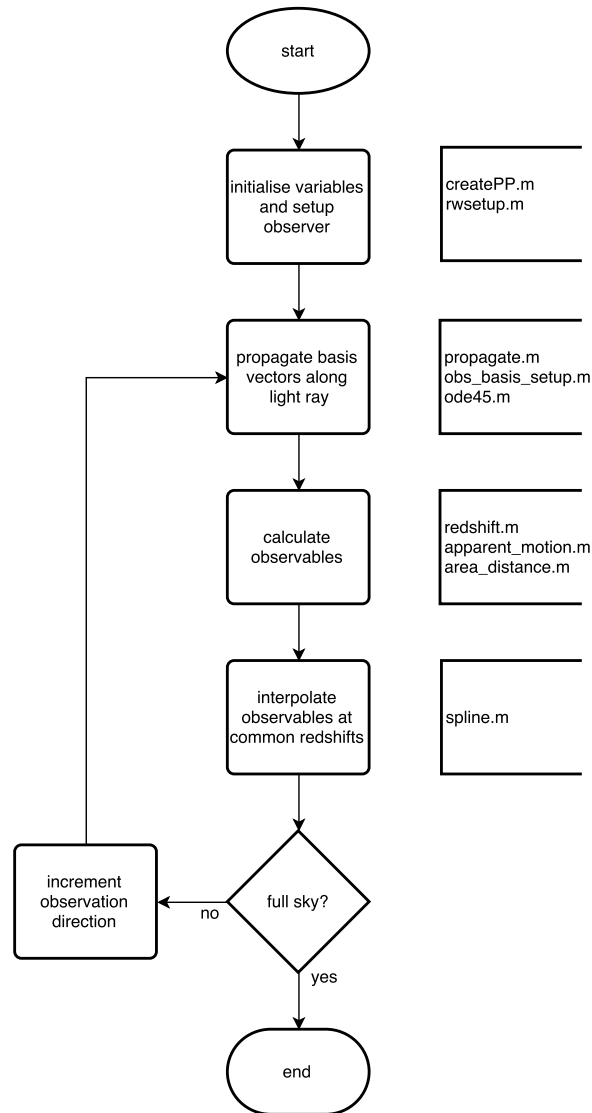 start
initialise variables
and setup
observer
createPP.m
rwsetup.m
propagate basis
vectors along
light ray
propagate.m
obs_basis_setup.m
ode45.m
calculate
observables
redshift.m
apparent_motion.m
area_distance.m
interpolate
observables at
common redshifts
spline.m
full sky?
no
increment
observation
direction
yes
end